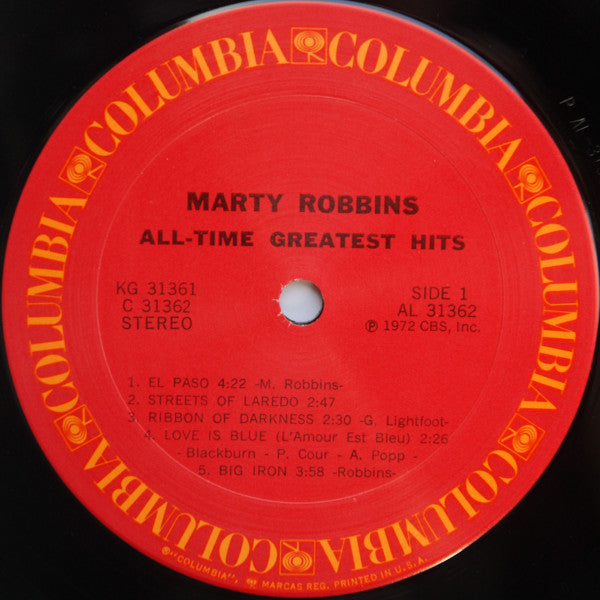 COLUMBIA COLUMBIA COLUMBIA COLUMBIA COLUMBIA COLUMBIA
MARTY ROBBINS
ALL-TIME GREATEST HITS
KG 31361
C 31362
STEREO
SIDE 1
AL 31362
Ⓟ 1972 CBS, Inc.
1. EL PASO 4:22 -M. Robbins-
2. STREETS OF LAREDO 2:47
3. RIBBON OF DARKNESS 2:30 -G. Lightfoot-
4. LOVE IS BLUE (L'Amour Est Bleu) 2:26
-Blackburn - P. Cour - A. Popp -
5. BIG IRON 3:58 -Robbins-
®"COLUMBIA", MARCAS REG. PRINTED IN U.S.A.